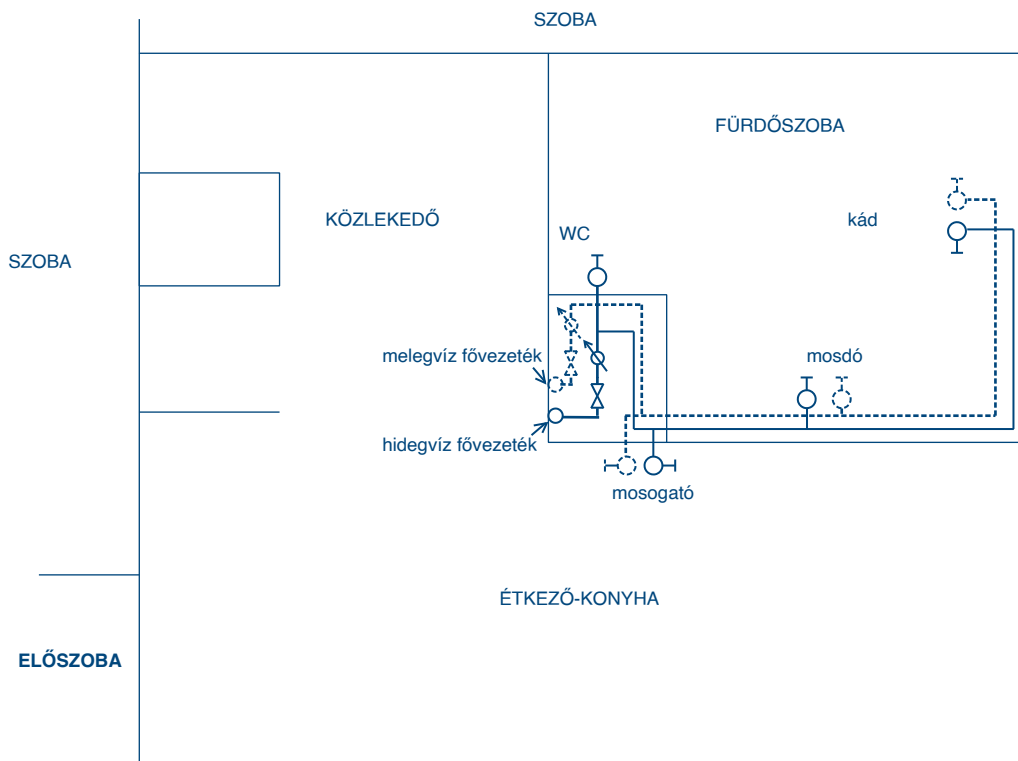 SZOBA
FÜRDŐSZOBA
KÖZLEKEDŐ
kád
WC
SZOBA
melegvíz fővezeték
mosdó
hidegvíz fővezeték
mosogató
ÉTKEZŐ-KONYHA
ELŐSZOBA